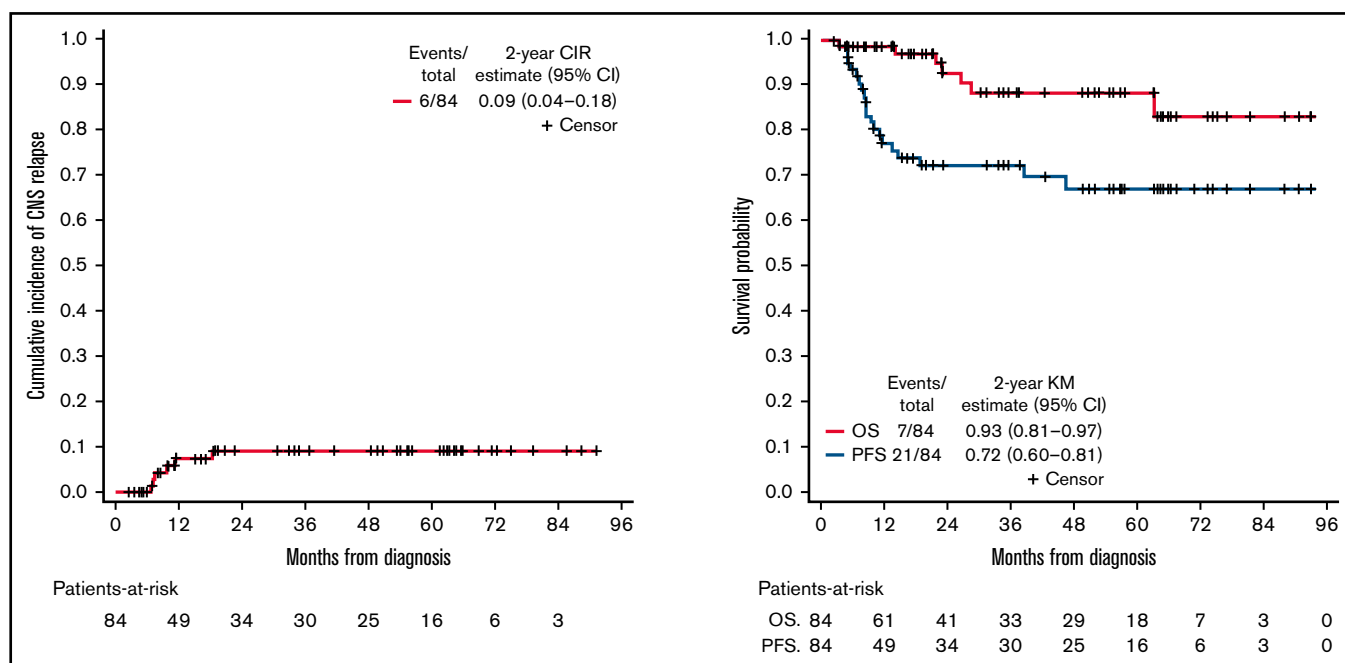 Cumulative incidence of CNS relapse
1.0
0.9
0.8
0.7
0.6
0.5
0.4
0.3
0.2
0.1
0.0
Events/ 2-year CIR
total estimate (95% CI)
6/84 0.09 (0.04–0.18)
+ Censor
0 12 24 36 48 60 72 84 96
Months from diagnosis
Patients-at-risk
84 49 34 30 25 16 6 3
Survival probability
1.0
0.9
0.8
0.7
0.6
0.5
0.4
0.3
0.2
0.1
0.0
Events/ 2-year KM
total estimate (95% CI)
OS 7/84 0.93 (0.81–0.97)
PFS 21/84 0.72 (0.60–0.81)
+ Censor
0 12 24 36 48 60 72 84 96
Months from diagnosis
Patients-at-risk
OS. 84 61 41 33 29 18 7 3 0
PFS. 84 49 34 30 25 16 6 3 0